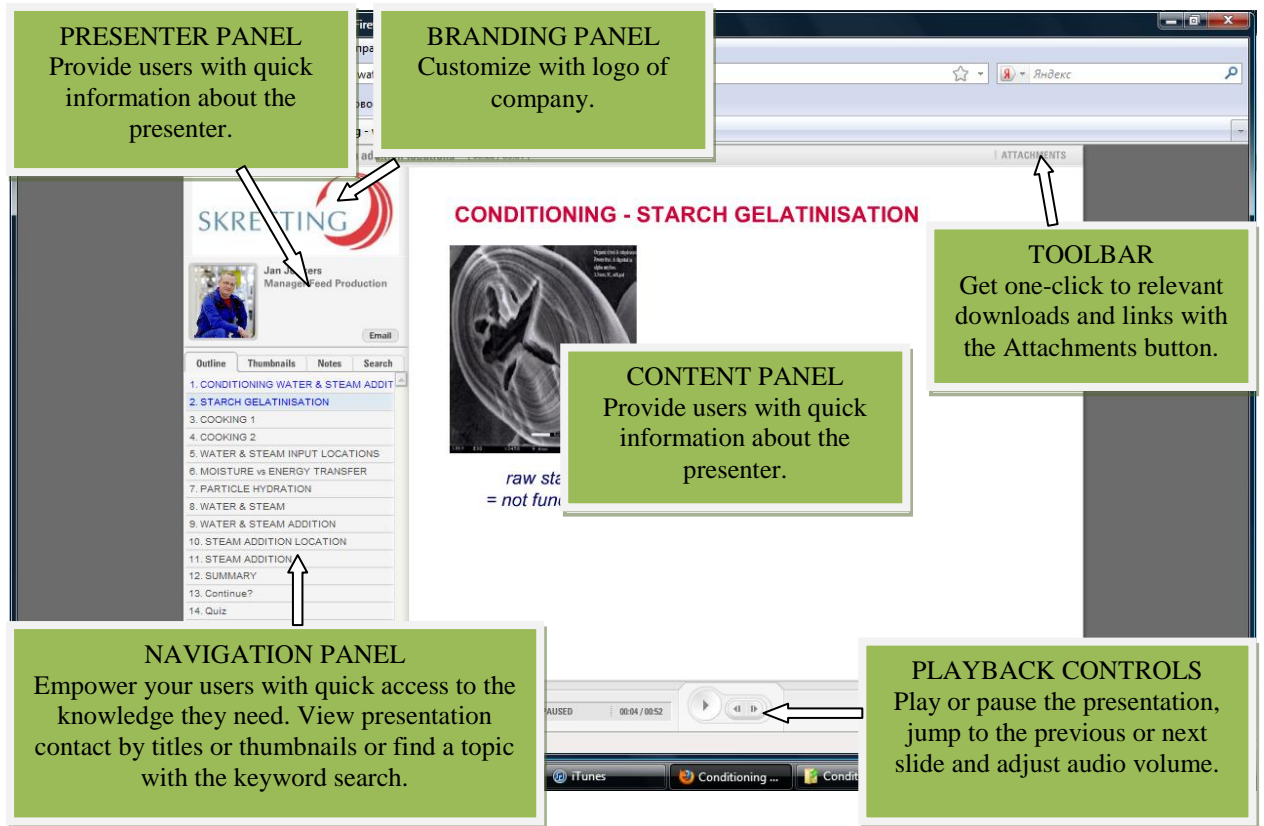 PRESENTER PANEL
Provide users with quick
information about the
presenter.
BRANDING PANEL
Customize with logo of
company.
Яндекс
ATTACHMENTS
SKRETTING
Jan
Manager Feed Production
Email
Outline Thumbnails Notes Search
1. CONDITIONING WATER & STEAM ADDIT
2. STARCH GELATINISATION
3. COOKING 1
4. COOKING 2
5. WATER & STEAM INPUT LOCATIONS
6. MOISTURE vs ENERGY TRANSFER
7. PARTICLE HYDRATION
8. WATER & STEAM
9. WATER & STEAM ADDITION
10. STEAM ADDITION LOCATION
11. STEAM ADDITION
12. SUMMARY
13. Continue?
14. Quiz
CONDITIONING - STARCH GELATINISATION
raw sta
= not fun
TOOLBAR
Get one-click to relevant
downloads and links with
the Attachments button.
CONTENT PANEL
Provide users with quick
information about the
presenter.
NAVIGATION PANEL
Empower your users with quick access to the
knowledge they need. View presentation
contact by titles or thumbnails or find a topic
with the keyword search.
AUSED 00:04 / 00:52
PLAYBACK CONTROLS
Play or pause the presentation,
jump to the previous or next
slide and adjust audio volume.
iTunes Conditioning ... Condit